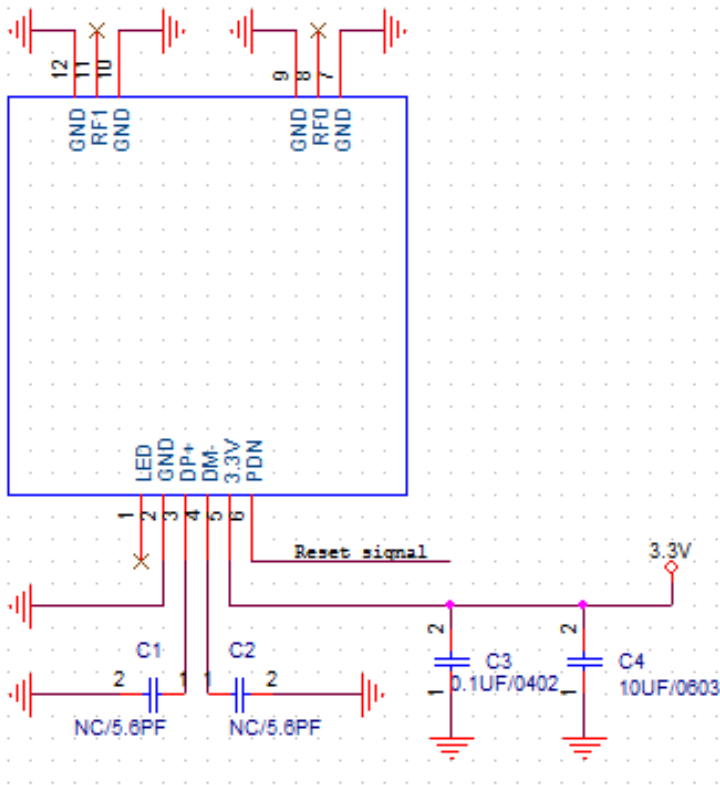 12
11
10
9
8
7
GND
RF1
GND
GND
RF0
GND
LED
GND
DP+
DM-
3.3V
PDN
1
2
3
4
5
6
Reset signal
3.3V
C1
C2
2
1
1
2
NC/5.6PF
NC/5.6PF
2
C3
0.1UF/0402
1
2
C4
10UF/0603
1